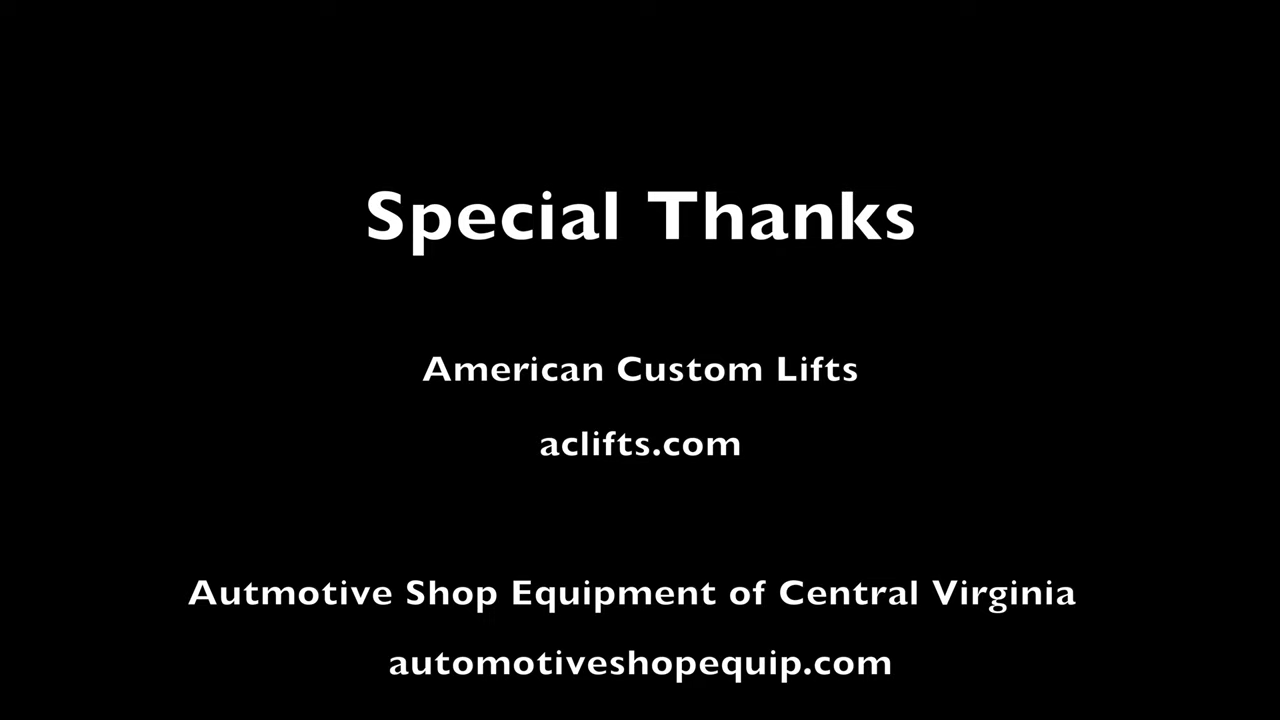 Special Thanks
American Custom Lifts
aclifts.com
Autmotive Shop Equipment of Central Virginia
automotiveshopequip.com